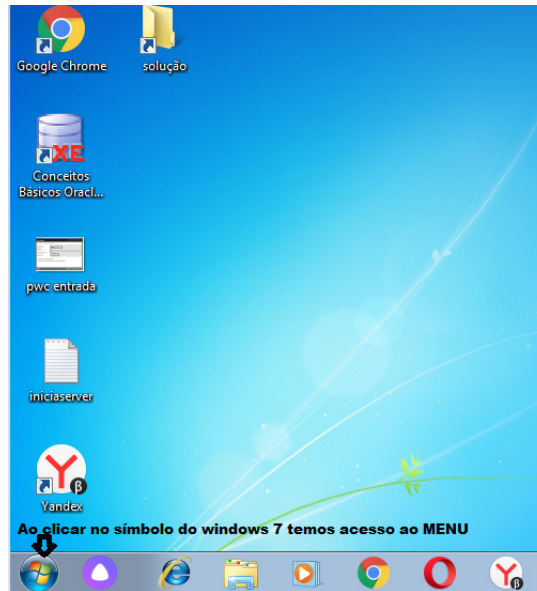 Google Chrome
solução
XE
Conceitos
Básicos Oracl...
pwc entrada
iniciaserver
Yandex
Ao clicar no símbolo do windows 7 temos acesso ao MENU